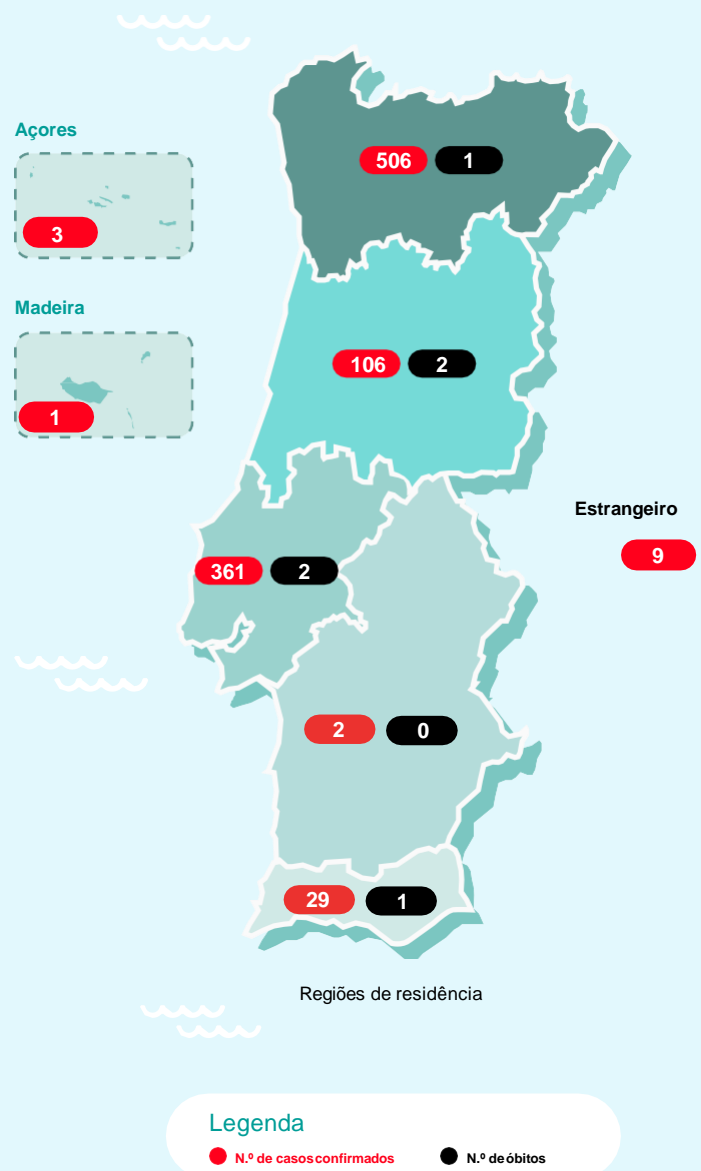 Açores
506 1
3
Madeira
106 2
1
Estrangeiro
9
361 2
2 0
29 1
Regiões de residência
Legenda
N.º de casos confirmados N.º de óbitos